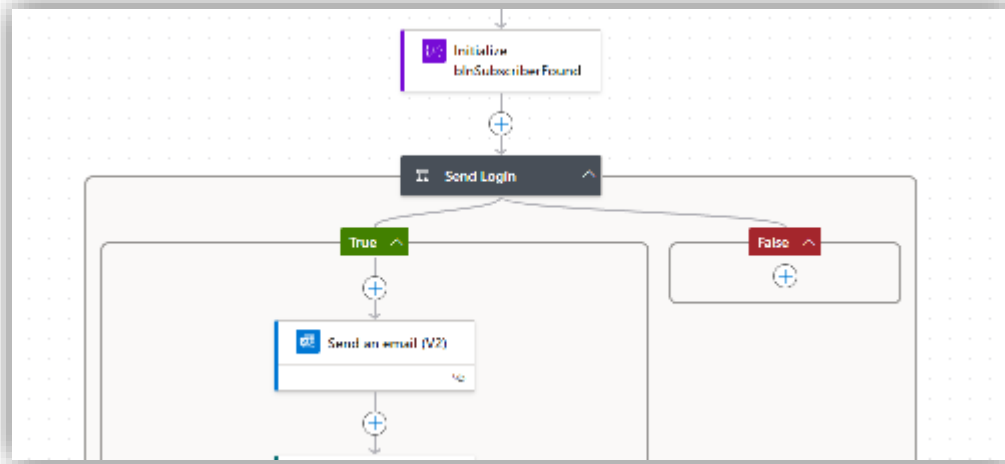 Initialize
blnSubscriberFound
Send Login
True
False
Send an email (V2)